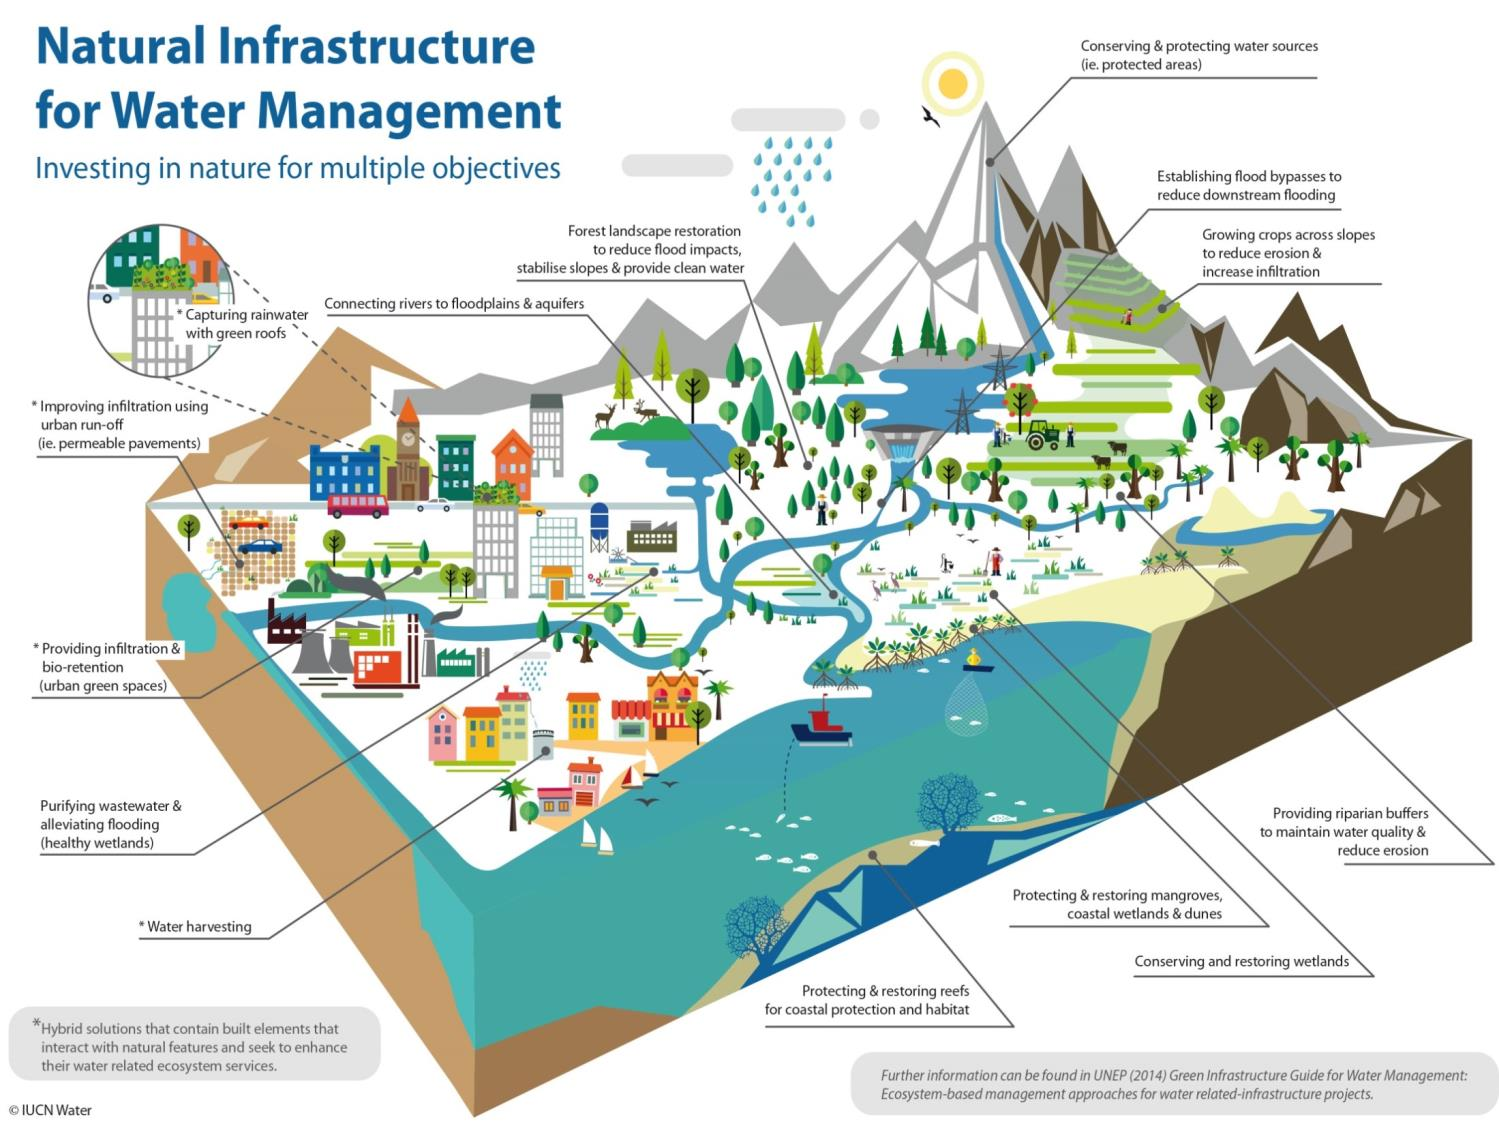 Natural Infrastructure
for Water Management
Investing in nature for multiple objectives
Conserving & protecting water sources
(ie. protected areas)
Establishing flood bypasses to
reduce downstream flooding
Growing crops across slopes
to reduce erosion &
increase infiltration
Forest landscape restoration
to reduce flood impacts,
stabilise slopes & provide clean water
Connecting rivers to floodplains & aquifers
* Capturing rainwater
with green roofs
* Improving infiltration using
urban run-off
(ie. permeable pavements)
* Providing infiltration &
bio-retention
(urban green spaces)
Purifying wastewater &
alleviating flooding
(healthy wetlands)
* Water harvesting
Providing riparian buffers
to maintain water quality &
reduce erosion
Protecting & restoring mangroves,
coastal wetlands & dunes
Conserving and restoring wetlands
Protecting & restoring reefs
for coastal protection and habitat
*Hybrid solutions that contain built elements that
interact with natural features and seek to enhance
their water related ecosystem services.
Further information can be found in UNEP (2014) Green Infrastructure Guide for Water Management:
Ecosystem-based management approaches for water related-infrastructure projects.
© IUCN Water